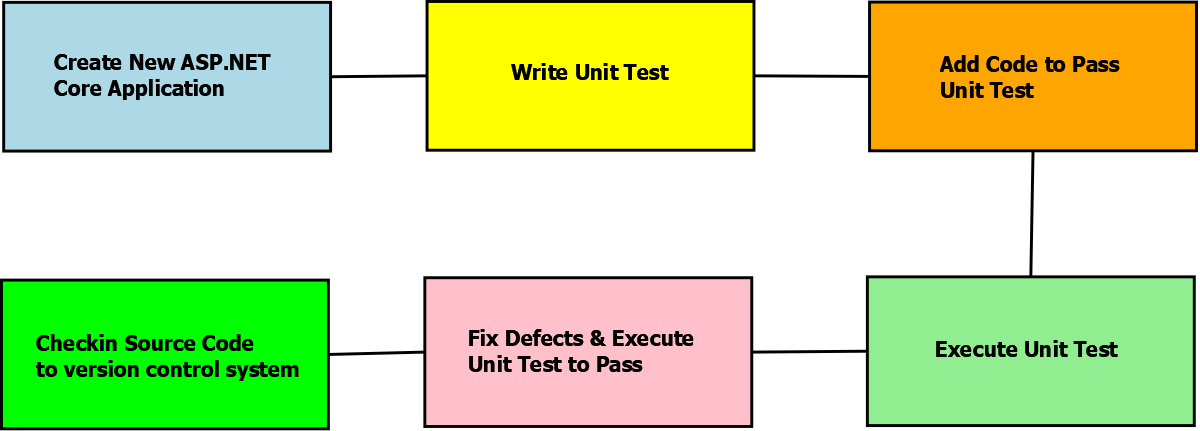 Create New ASP.NET
Core Application
Write Unit Test
Add Code to Pass
Unit Test
Execute Unit Test
Fix Defects & Execute
Unit Test to Pass
Checkin Source Code
to version control system